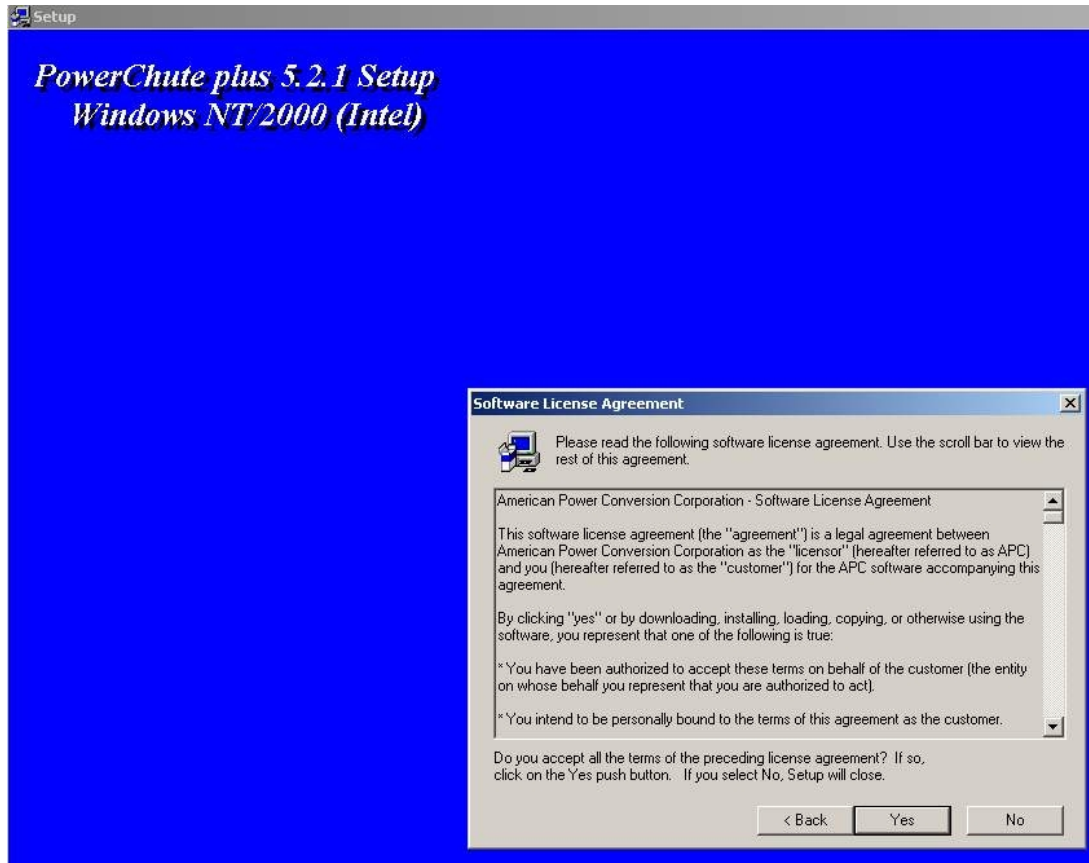 Setup
PowerChute plus 5.2.1 Setup
Windows NT/2000 (Intel)
Software License Agreement
Please read the following software license agreement. Use the scroll bar to view the
rest of this agreement.
American Power Conversion Corporation - Software License Agreement
This software license agreement (the "agreement") is a legal agreement between
American Power Conversion Corporation as the "licensor" (hereafter referred to as APC)
and you (hereafter referred to as the "customer") for the APC software accompanying this
agreement.
By clicking "yes" or by downloading, installing, loading, copying, or otherwise using the
software, you represent that one of the following is true:
* You have been authorized to accept these terms on behalf of the customer (the entity
on whose behalf you represent that you are authorized to act).
* You intend to be personally bound to the terms of this agreement as the customer.
Do you accept all the terms of the preceding license agreement? If so,
click on the Yes push button. If you select No, Setup will close.
< Back Yes No